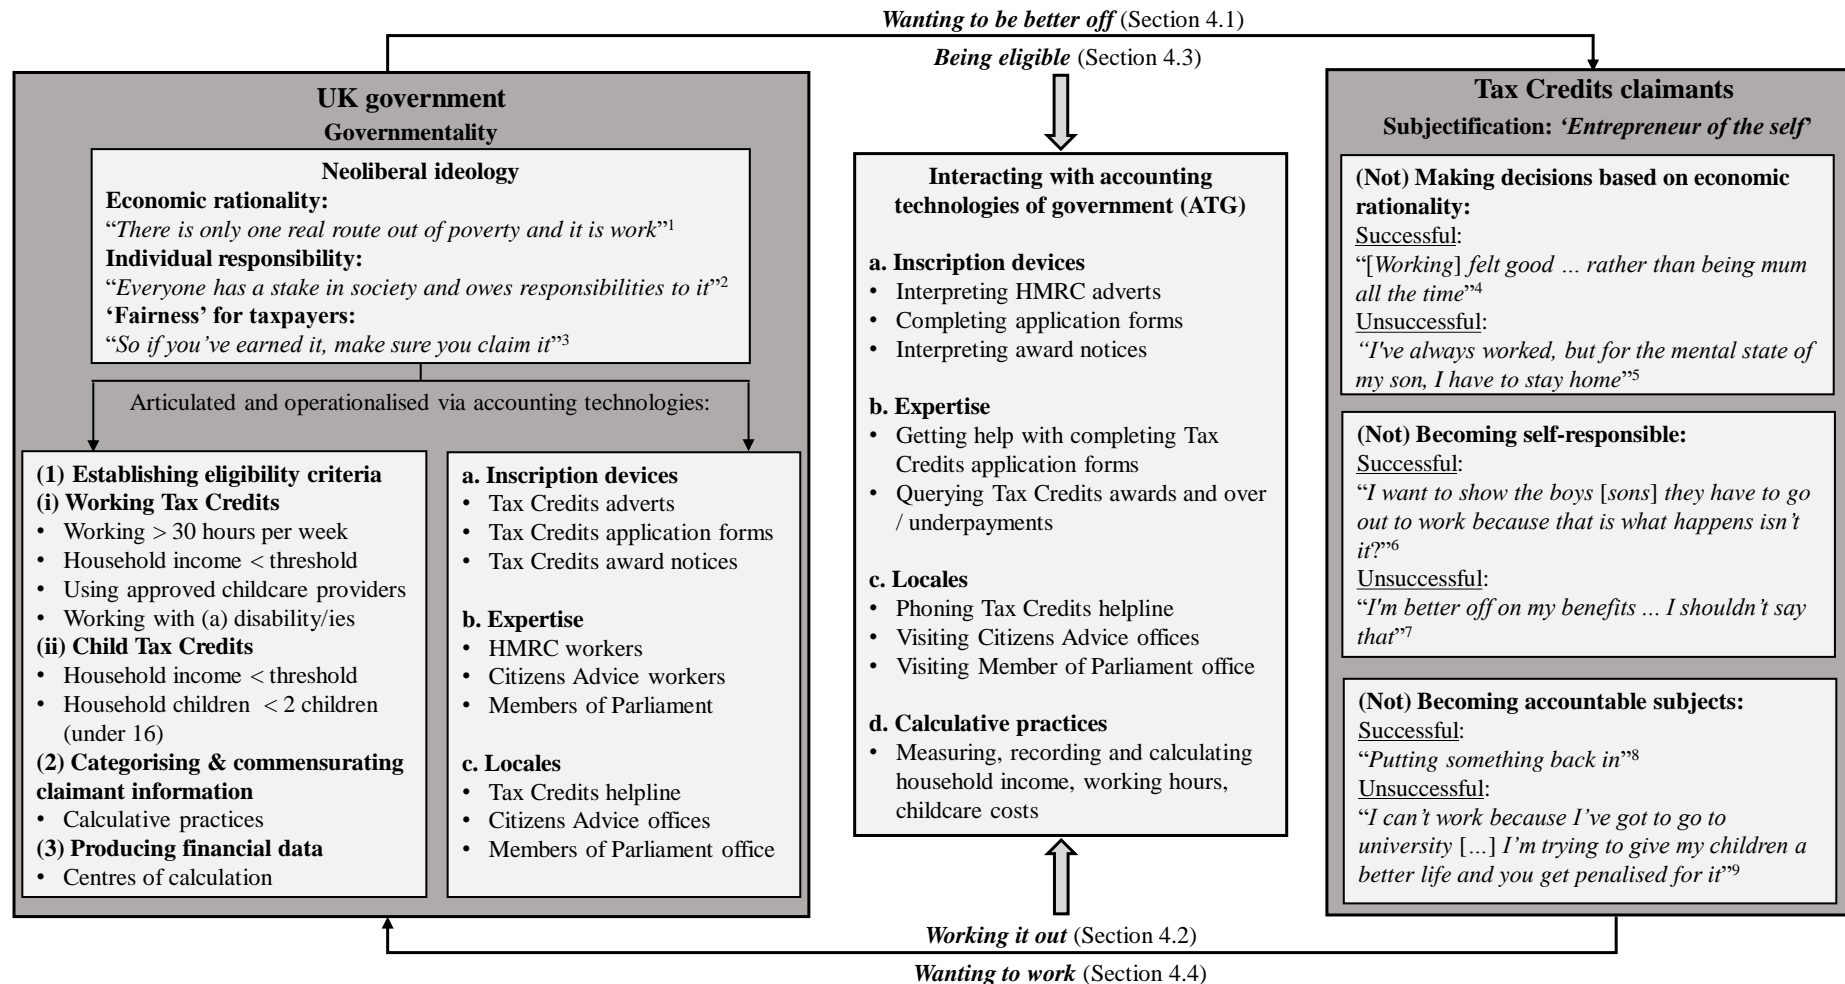 Wanting to be better off (Section 4.1)
Being eligible (Section 4.3)
UK government
Governmentality
Neoliberal ideology
Economic rationality:
“There is only one real route out of poverty and it is work”1
Individual responsibility:
“Everyone has a stake in society and owes responsibilities to it”2
‘Fairness’ for taxpayers:
“So if you’ve earned it, make sure you claim it”3
Articulated and operationalised via accounting technologies:
(1) Establishing eligibility criteria
(i) Working Tax Credits
• Working > 30 hours per week
• Household income < threshold
• Using approved childcare providers
• Working with (a) disability/ies
(ii) Child Tax Credits
• Household income < threshold
• Household children < 2 children
(under 16)
(2) Categorising & commensurating
claimant information
• Calculative practices
(3) Producing financial data
• Centres of calculation
a. Inscription devices
• Tax Credits adverts
• Tax Credits application forms
• Tax Credits award notices
b. Expertise
• HMRC workers
• Citizens Advice workers
• Members of Parliament
c. Locales
• Tax Credits helpline
• Citizens Advice offices
• Members of Parliament office
Interacting with accounting
technologies of government (ATG)
a. Inscription devices
• Interpreting HMRC adverts
• Completing application forms
• Interpreting award notices
b. Expertise
• Getting help with completing Tax
Credits application forms
• Querying Tax Credits awards and over
/ underpayments
c. Locales
• Phoning Tax Credits helpline
• Visiting Citizens Advice offices
• Visiting Member of Parliament office
d. Calculative practices
• Measuring, recording and calculating
household income, working hours,
childcare costs
Tax Credits claimants
Subjectification: ‘Entrepreneur of the self’
(Not) Making decisions based on economic
rationality:
Successful:
“[Working] felt good ... rather than being mum
all the time”4
Unsuccessful:
“I've always worked, but for the mental state of
my son, I have to stay home”5
(Not) Becoming self-responsible:
Successful:
“I want to show the boys [sons] they have to go
out to work because that is what happens isn’t
it?”6
Unsuccessful:
“I'm better off on my benefits ... I shouldn’t say
that”7
(Not) Becoming accountable subjects:
Successful:
“Putting something back in”8
Unsuccessful:
“I can’t work because I’ve got to go to
university [...] I’m trying to give my children a
better life and you get penalised for it”9
Working it out (Section 4.2)
Wanting to work (Section 4.4)